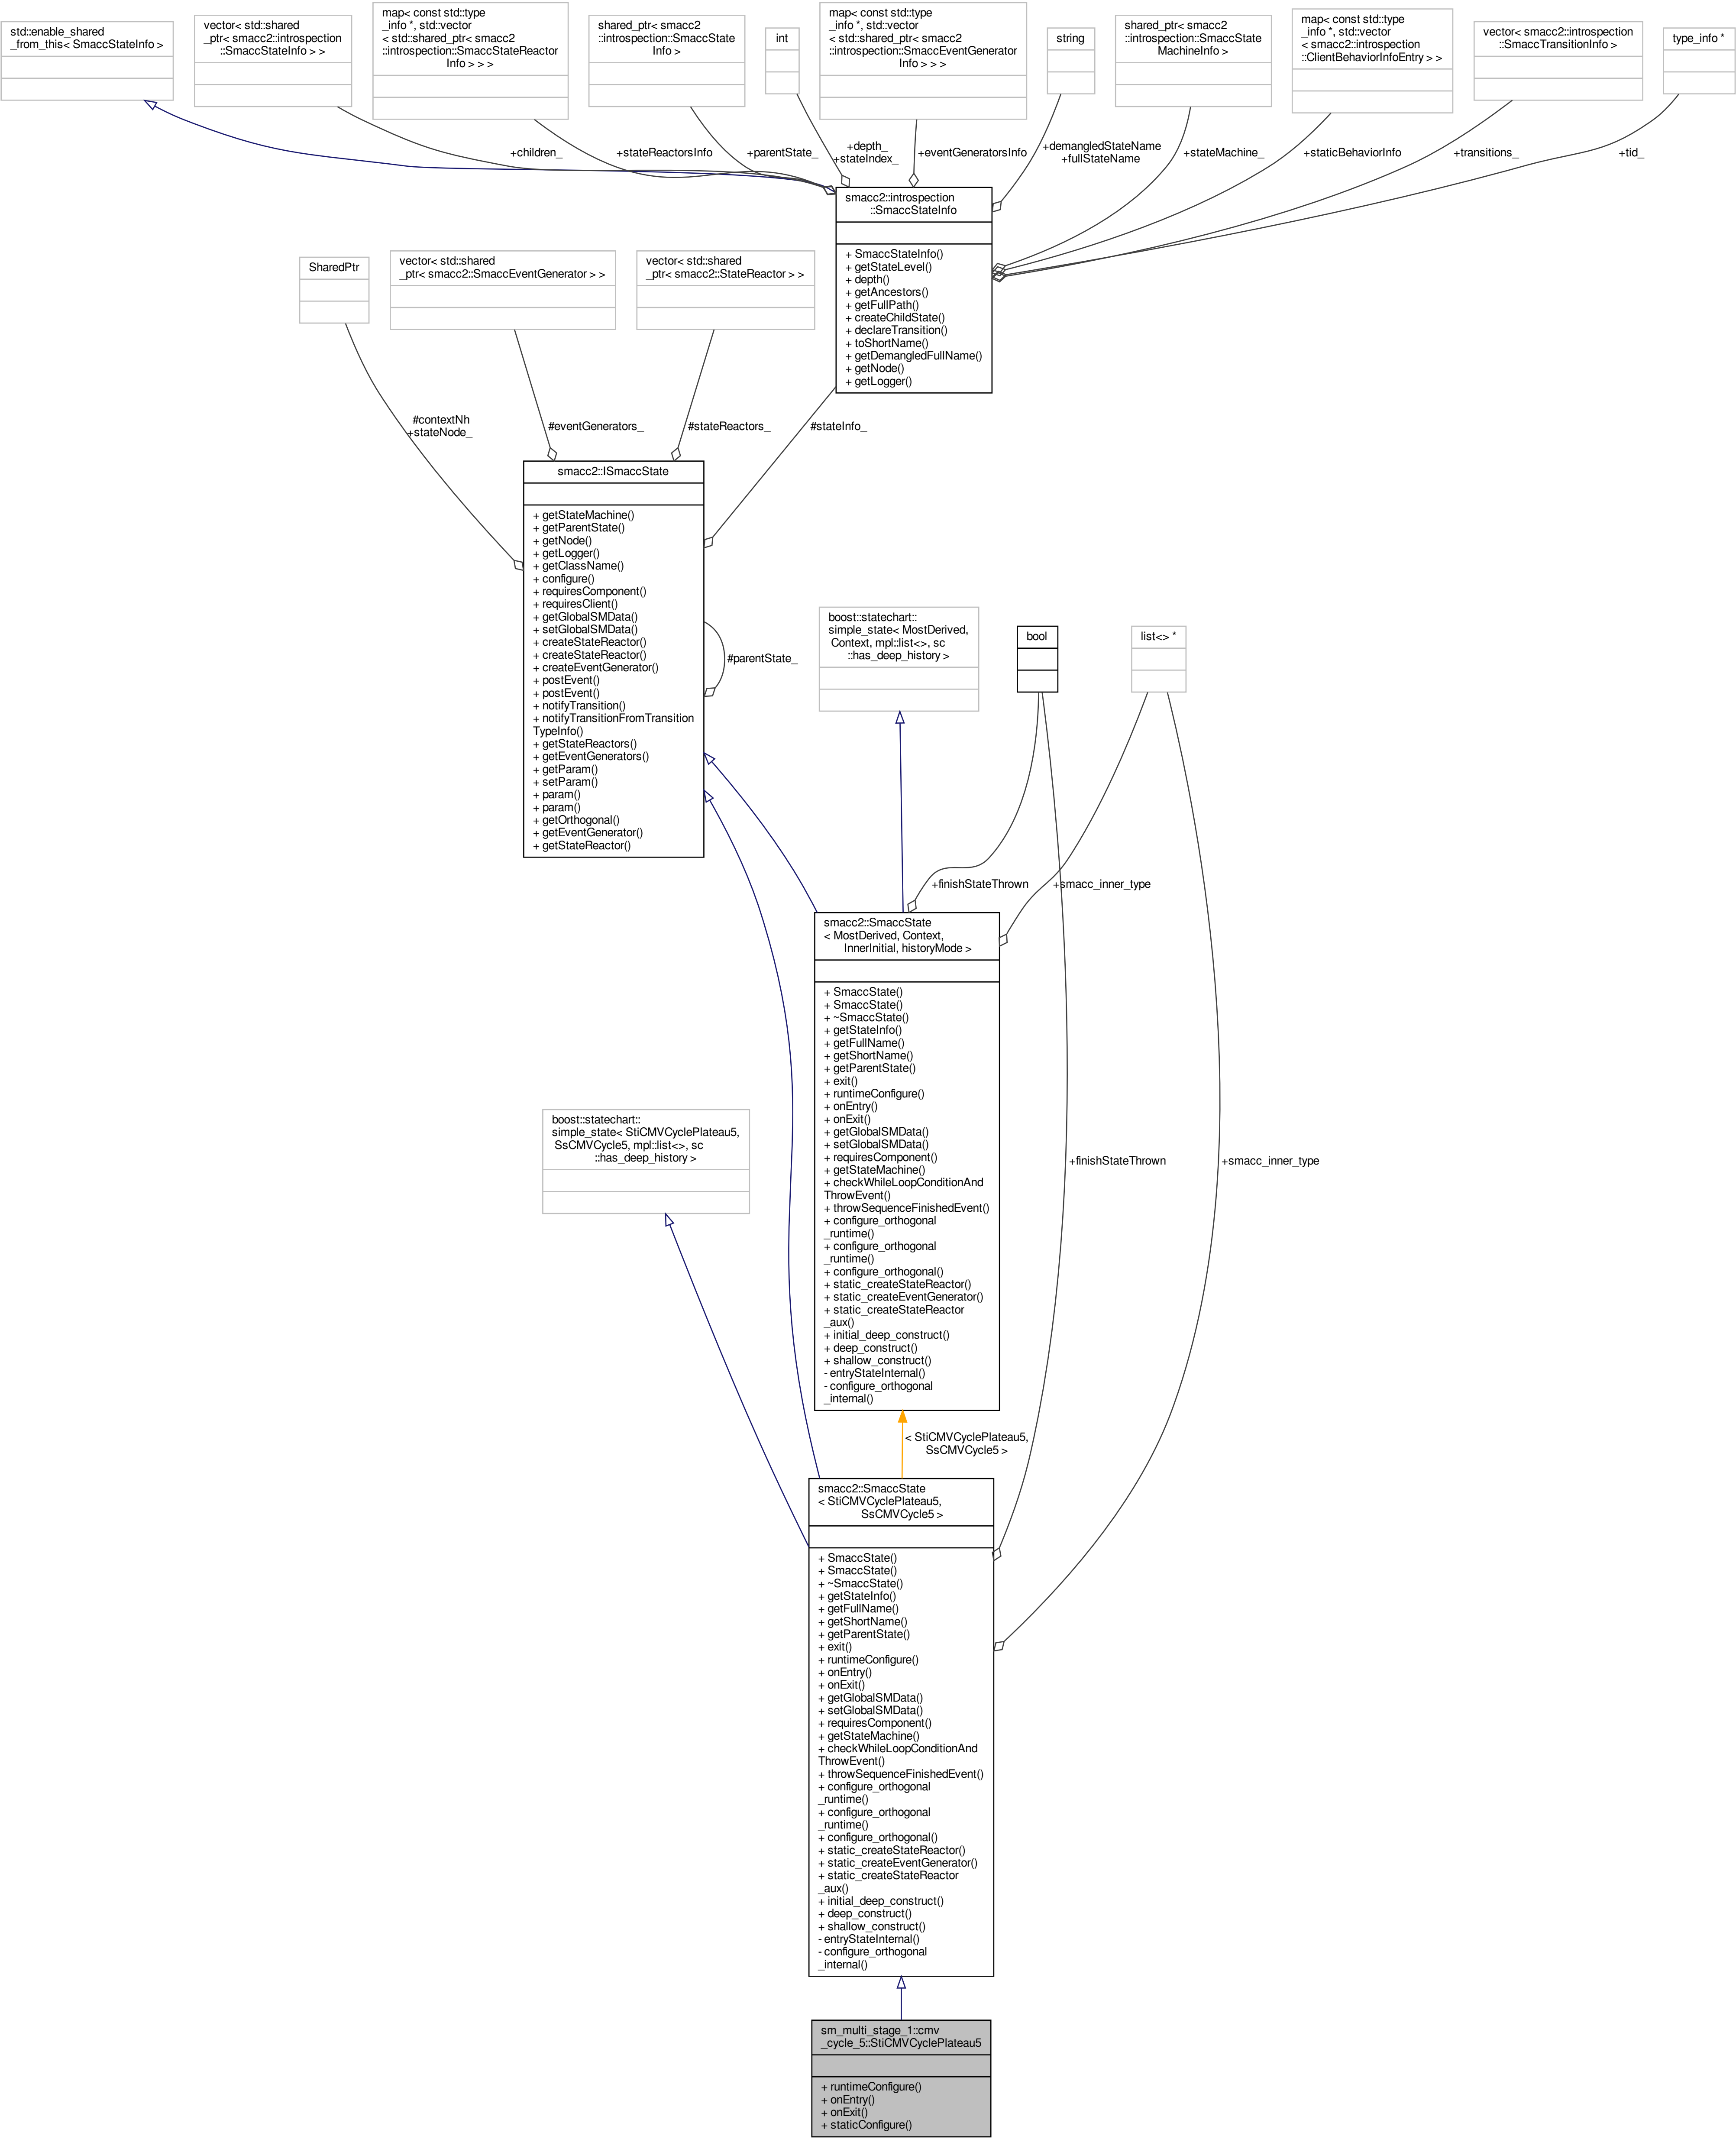 std::enable_shared
_from_this< SmaccStateInfo >
vector< std::shared
_ptr< smacc2::introspection
::SmaccStateInfo > >
map< const std::type
_info *, std::vector
< std::shared_ptr< smacc2
::introspection::SmaccStateReactor
Info > > >
shared_ptr< smacc2
::introspection::SmaccState
Info >
int
map< const std::type
_info *, std::vector
< std::shared_ptr< smacc2
::introspection::SmaccEventGenerator
Info > > >
string
shared_ptr< smacc2
::introspection::SmaccState
MachineInfo >
map< const std::type
_info *, std::vector
< smacc2::introspection
::ClientBehaviorInfoEntry > >
vector< smacc2::introspection
::SmaccTransitionInfo >
type_info *
+children_
+stateReactorsInfo
+parentState_
+depth_
+stateIndex_
+eventGeneratorsInfo
+demangledStateName
+fullStateName
+stateMachine_
+staticBehaviorInfo
+transitions_
+tid_
smacc2::introspection
::SmaccStateInfo
+ SmaccStateInfo()
+ getStateLevel()
+ depth()
+ getAncestors()
+ getFullPath()
+ createChildState()
+ declareTransition()
+ toShortName()
+ getDemangledFullName()
+ getNode()
+ getLogger()
SharedPtr
vector< std::shared
_ptr< smacc2::SmaccEventGenerator > >
vector< std::shared
_ptr< smacc2::StateReactor > >
#contextNh
+stateNode_
#eventGenerators_
#stateReactors_
#stateInfo_
smacc2::ISmaccState
+ getStateMachine()
+ getParentState()
+ getNode()
+ getLogger()
+ getClassName()
+ configure()
+ requiresComponent()
+ requiresClient()
+ getGlobalSMData()
+ setGlobalSMData()
+ createStateReactor()
+ createStateReactor()
+ createEventGenerator()
+ postEvent()
+ postEvent()
+ notifyTransition()
+ notifyTransitionFromTransition
TypeInfo()
+ getStateReactors()
+ getEventGenerators()
+ getParam()
+ setParam()
+ param()
+ param()
+ getOrthogonal()
+ getEventGenerator()
+ getStateReactor()
#parentState_
boost::statechart::
simple_state< MostDerived,
Context, mpl::list<>, sc
::has_deep_history >
bool
list<> *
+finishStateThrown
+smacc_inner_type
smacc2::SmaccState
< MostDerived, Context,
InnerInitial, historyMode >
+ SmaccState()
+ SmaccState()
+ ~SmaccState()
+ getStateInfo()
+ getFullName()
+ getShortName()
+ getParentState()
+ exit()
+ runtimeConfigure()
+ onEntry()
+ onExit()
+ getGlobalSMData()
+ setGlobalSMData()
+ requiresComponent()
+ getStateMachine()
+ checkWhileLoopConditionAnd
ThrowEvent()
+ throwSequenceFinishedEvent()
+ configure_orthogonal
_runtime()
+ configure_orthogonal
_runtime()
+ configure_orthogonal()
+ static_createStateReactor()
+ static_createEventGenerator()
+ static_createStateReactor
_aux()
+ initial_deep_construct()
+ deep_construct()
+ shallow_construct()
- entryStateInternal()
- configure_orthogonal
_internal()
boost::statechart::
simple_state< StiCMVCyclePlateau5,
SsCMVCycle5, mpl::list<>, sc
::has_deep_history >
+finishStateThrown
+smacc_inner_type
< StiCMVCyclePlateau5,
SsCMVCycle5 >
smacc2::SmaccState
< StiCMVCyclePlateau5,
SsCMVCycle5 >
+ SmaccState()
+ SmaccState()
+ ~SmaccState()
+ getStateInfo()
+ getFullName()
+ getShortName()
+ getParentState()
+ exit()
+ runtimeConfigure()
+ onEntry()
+ onExit()
+ getGlobalSMData()
+ setGlobalSMData()
+ requiresComponent()
+ getStateMachine()
+ checkWhileLoopConditionAnd
ThrowEvent()
+ throwSequenceFinishedEvent()
+ configure_orthogonal
_runtime()
+ configure_orthogonal
_runtime()
+ configure_orthogonal()
+ static_createStateReactor()
+ static_createEventGenerator()
+ static_createStateReactor
_aux()
+ initial_deep_construct()
+ deep_construct()
+ shallow_construct()
- entryStateInternal()
- configure_orthogonal
_internal()
sm_multi_stage_1::cmv
_cycle_5::StiCMVCyclePlateau5
+ runtimeConfigure()
+ onEntry()
+ onExit()
+ staticConfigure()